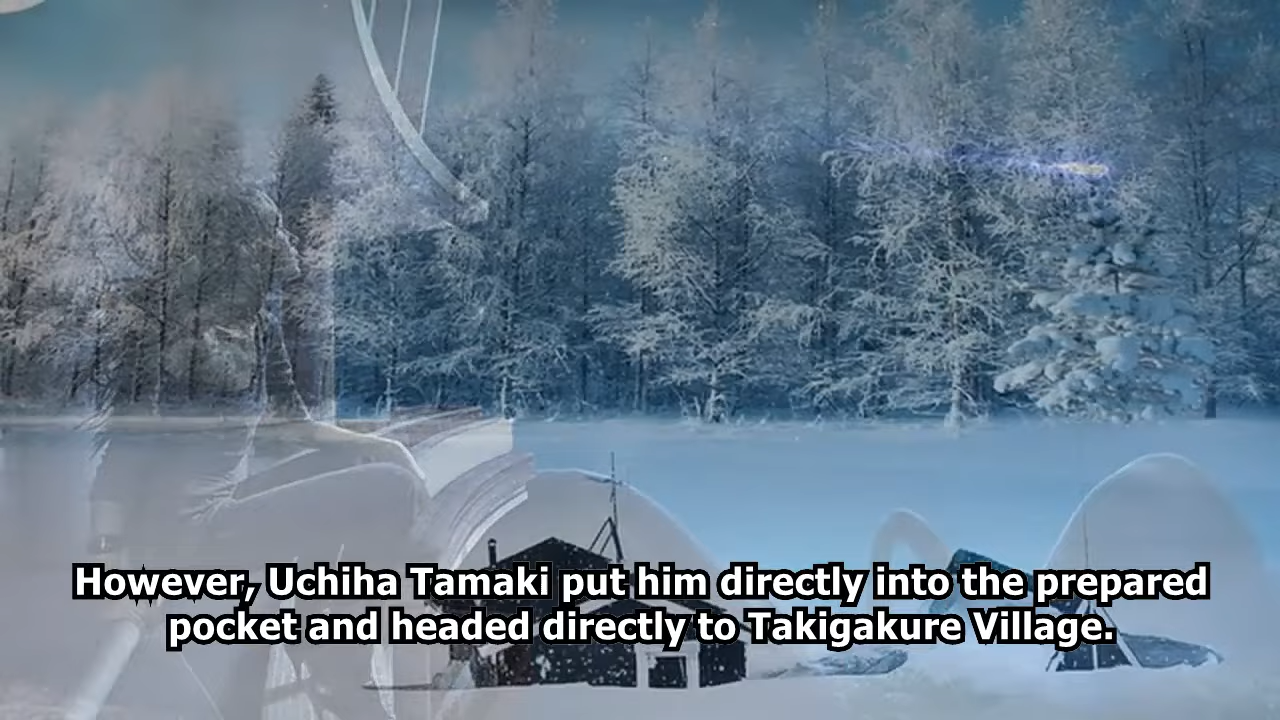 However, Uchiha Tamaki put him directly into the prepared
pocket and headed directly to Takigakure Village.